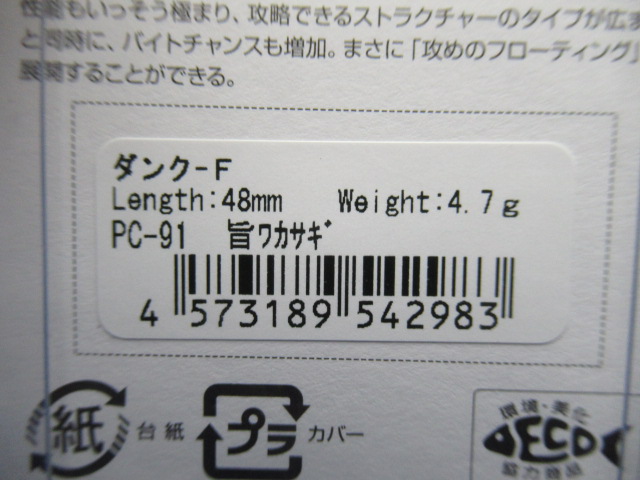 性能もいっそう極まり、攻略できるストラクチャーのタイプが広
と同時に、バイトチャンスも増加。まさに「攻めのフローティング」
展開することができる。
ダンク-F
Length:48mm Weight:4.7g
PC-91 旨ワカサギ
4 573189 542983
紙 台紙
プラ カバー
環境・美化
ECO
協力商品